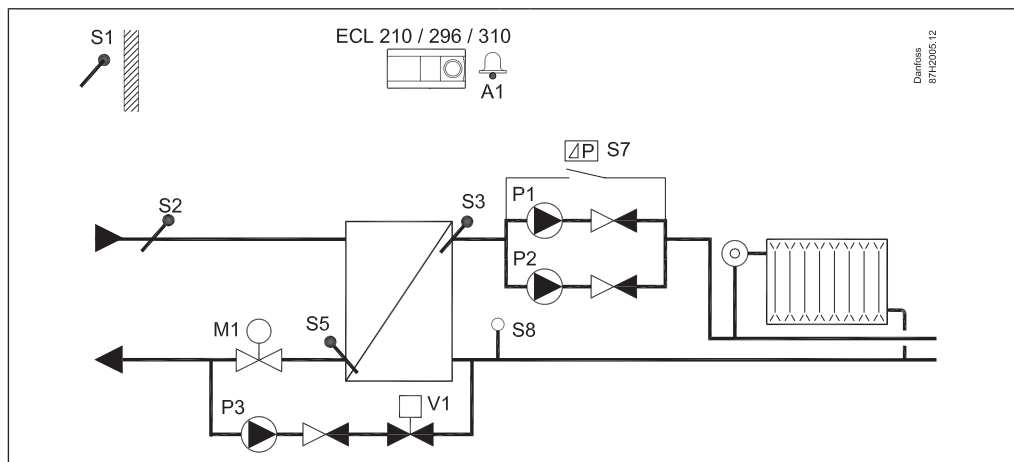 S1
ECL 210 / 296 / 310
A1
Danfoss
87H2005.12
⊿P S7
P1
S3
S2
P2
M1
S5
S8
P3
V1